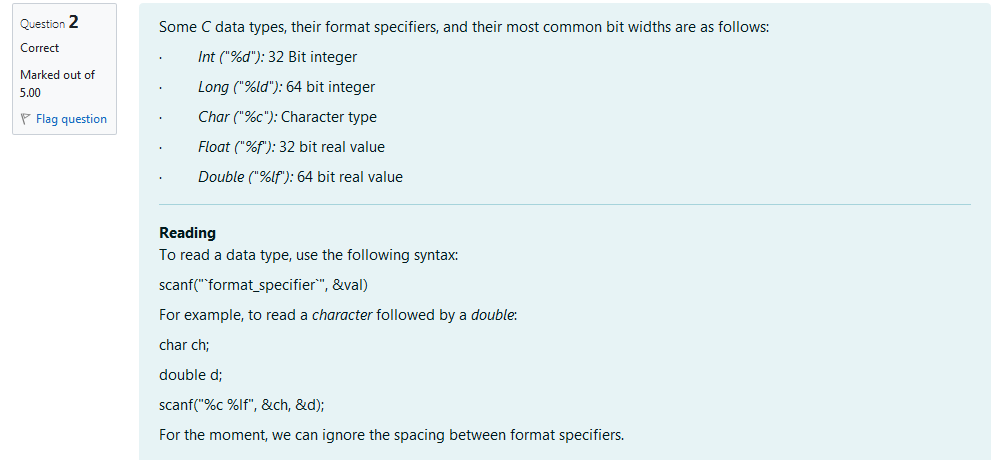 Question 2
Correct
Marked out of
5.00
Flag question
Some C data types, their format specifiers, and their most common bit widths are as follows:
· Int ("%d"): 32 Bit integer
· Long ("%ld"): 64 bit integer
· Char ("%c"): Character type
· Float ("%f"): 32 bit real value
· Double ("%lf"): 64 bit real value
Reading
To read a data type, use the following syntax:
scanf("`format_specifier`", &val)
For example, to read a character followed by a double:
char ch;
double d;
scanf("%c %lf", &ch, &d);
For the moment, we can ignore the spacing between format specifiers.